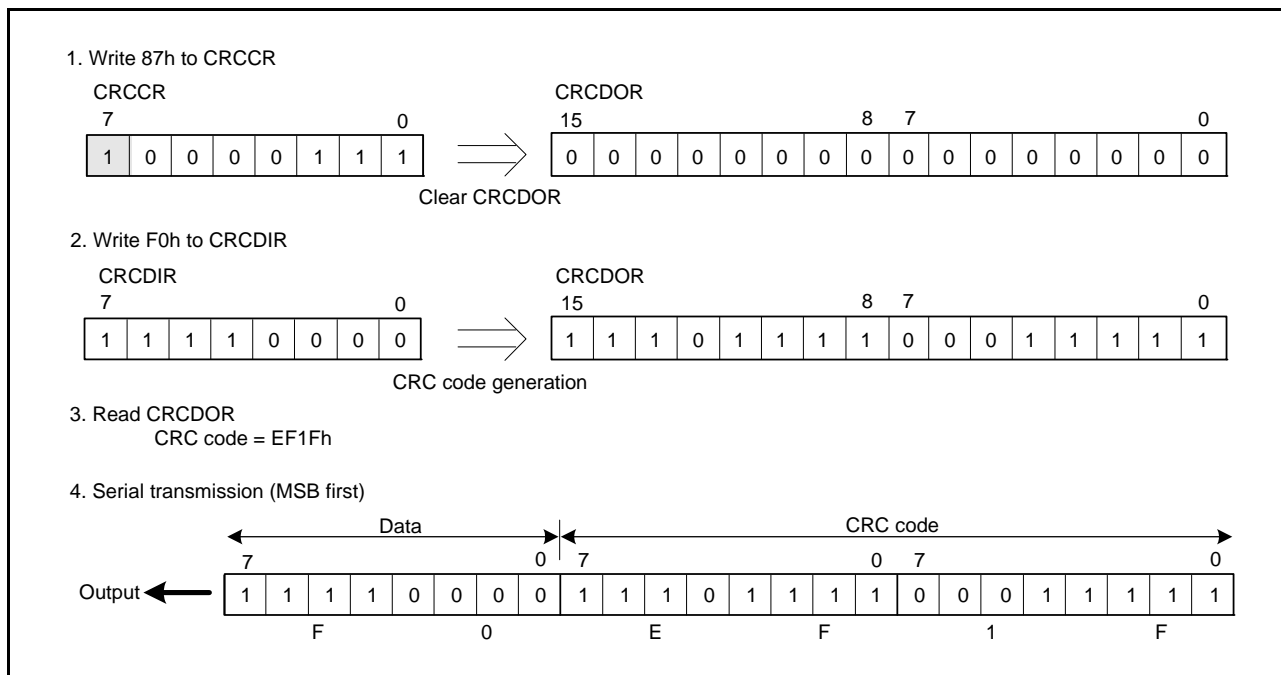 1. Write 87h to CRCCR
CRCCR CRCDOR
7 0 15 8 7 0
1 0 0 0 0 1 1 1 0 0 0 0 0 0 0 0 0 0 0 0 0 0 0 0
Clear CRCDOR
2. Write F0h to CRCDIR
CRCDIR CRCDOR
7 0 15 8 7 0
1 1 1 1 0 0 0 0 1 1 1 0 1 1 1 1 0 0 0 1 1 1 1 1
CRC code generation
3. Read CRCDOR
CRC code = EF1Fh
4. Serial transmission (MSB first)
Data CRC code
7 0 7 0 7 0
Output 1 1 1 1 0 0 0 0 1 1 1 0 1 1 1 1 0 0 0 1 1 1 1 1
F 0 E F 1 F